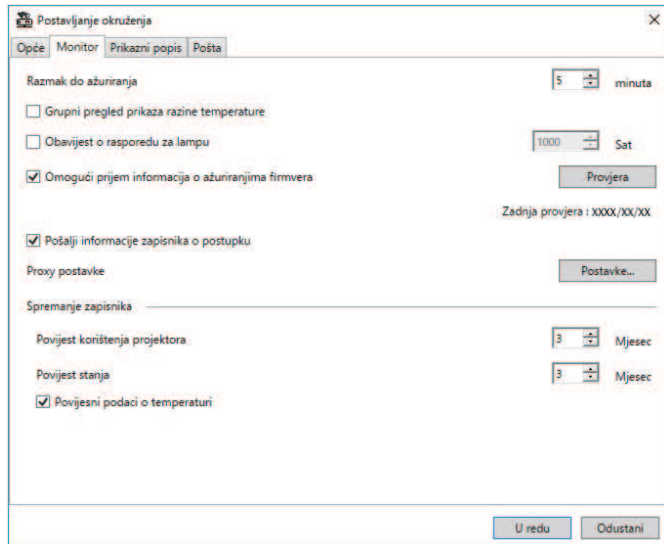 Postavljanje okruženja
Opće Monitor Prikazni popis Pošta
Razmak do ažuriranja 5 minuta
Grupni pregled prikaza razine temperature
Obavijest o rasporedu za lampu 1000 Sat
Omogući prijem informacija o ažuriranjima firmvera Provjera
Zadnja provjera : XXXX/XX/XX
Pošalji informacije zapisnika o postupku
Proxy postavke Postavke...
Spremanje zapisnika
Povijest korištenja projektora 3 Mjesec
Povijest stanja 3 Mjesec
Povijesni podaci o temperaturi
U redu Odustani